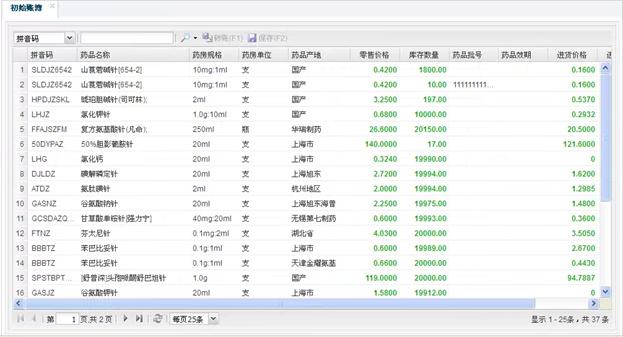 初始账簿
拼音码 转账(F1) 保存(F2)
拼音码 药品名称 药房规格 药房单位 药品产地 零售价格 库存数量 药品批号 药品效期 进货价格 进
1 SLDJZ6542 山莨菪碱针[654-2] 10mg:1ml 支 国产 0.4200 1800.00 0.1600
2 SLDJZ6542 山莨菪碱针[654-2] 10mg:1ml 支 国产 0.4200 10.00 111111111... 0.1600
3 HPDJZSKL 琥珀胆碱针(司可林); 2ml 支 国产 3.2500 197.00 0.5370
4 LHJZ 氯化钾针 1.0g:10ml 支 国产 0.6800 10000.00 0.2932
5 FFAJSZFM 复方氨基酸针(凡命); 250ml 瓶 华瑞制药 26.6000 20150.00 20.5000
6 50DYPAZ 50%胆影葡胺针 20ml 支 上海市 140.0000 17.00 121.6000
7 LHG 氯化钙 20ml 支 上海市 0.3240 19990.00 0
8 DJLDZ 碘解磷定针 20ml 支 上海旭东 2.7200 19994.00 1.6200
9 ATDZ 氨肽碘针 2ml 支 杭州地区 2.0000 19994.00 1.2985
10 GASNZ 谷氨酸钠针 20ml 支 上海旭东海普 2.2500 19975.00 1.4800
11 GCSDAZQ... 甘草酸单铵针[强力宁] 40mg:20ml 支 无锡第七制药 0.6000 19993.00 0.3600
12 FTNZ 芬太尼针 0.1mg:2ml 支 湖北省 4.0300 20000.00 3.5050
13 BBBTZ 苯巴比妥针 0.1g:1ml 支 上海市 0.6000 19989.00 2.6700
14 BBBTZ 苯巴比妥针 0.1g:1ml 支 天津金耀氨基 0.6600 20000.00 0.4430
15 SPSTBPT... [舒普深]头孢哌酮舒巴坦针 1.0g 支 国产 119.0000 20000.00 94.7887
16 GASJZ 谷氨酸钾针 20ml 支 上海市 1.5800 19912.00 0
第 1 页,共 2 页 每页25条 显示 1 - 25条，共 37 条